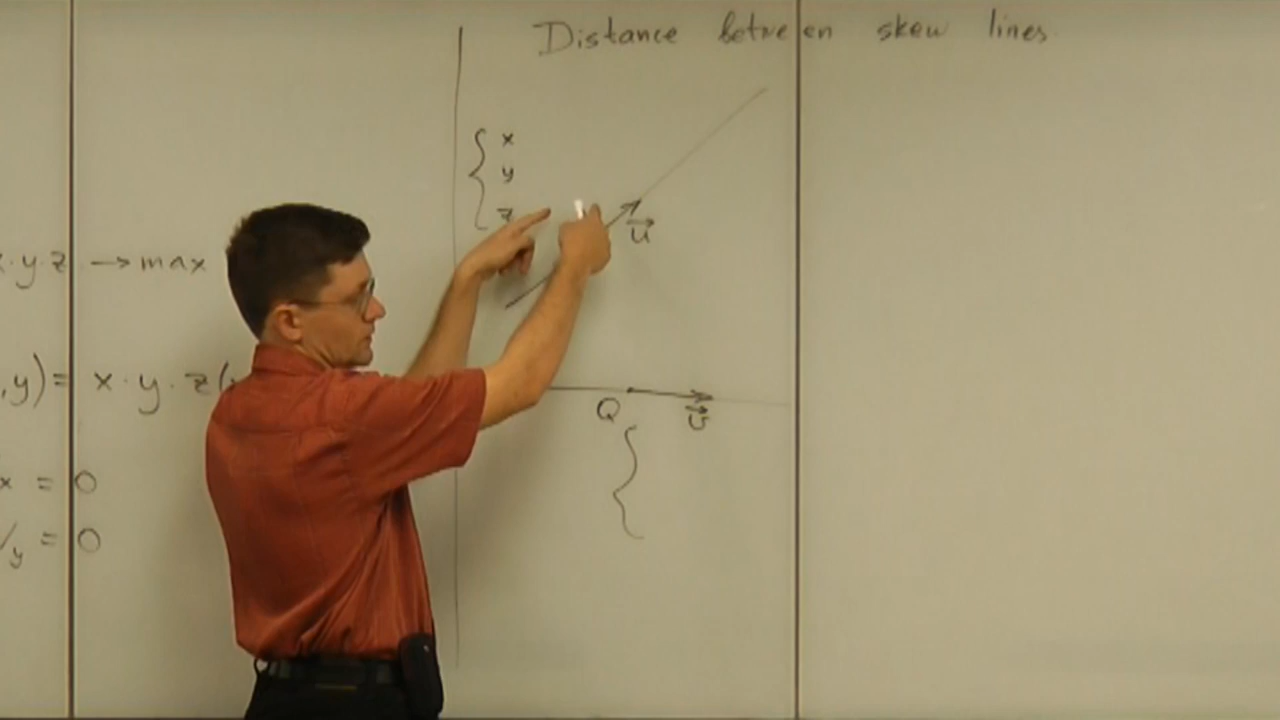 Distance between skew lines
x
y
z
u
Q
v
x·y·z → max
,y) = x·y·z(
x = 0
y = 0